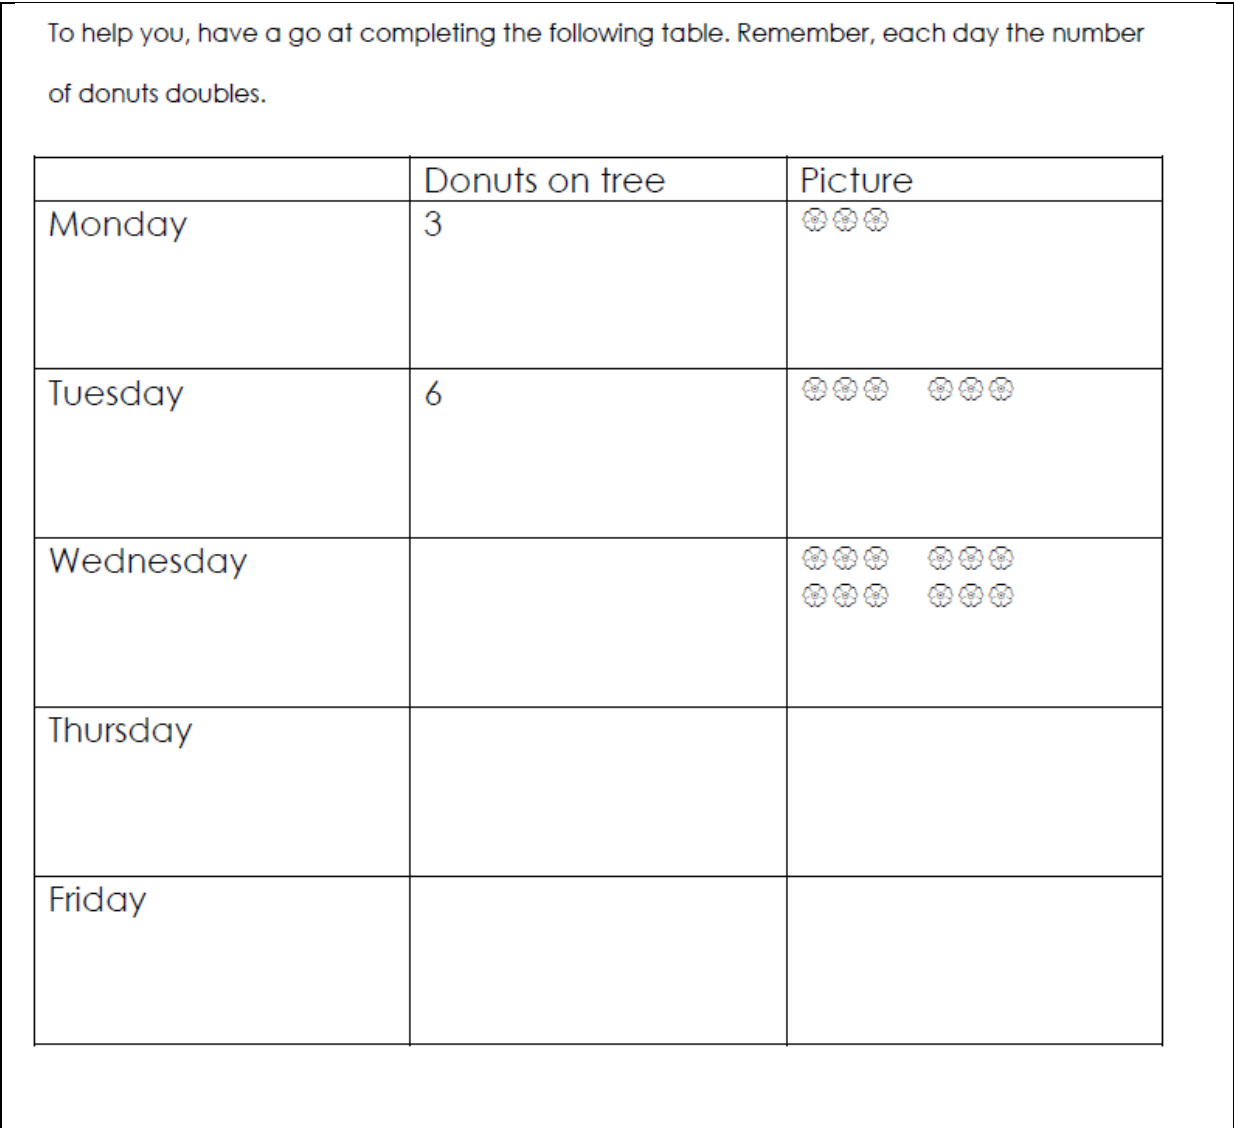 To help you, have a go at completing the following table. Remember, each day the number
of donuts doubles.
Donuts on tree Picture
Monday 3
Tuesday 6
Wednesday
Thursday
Friday